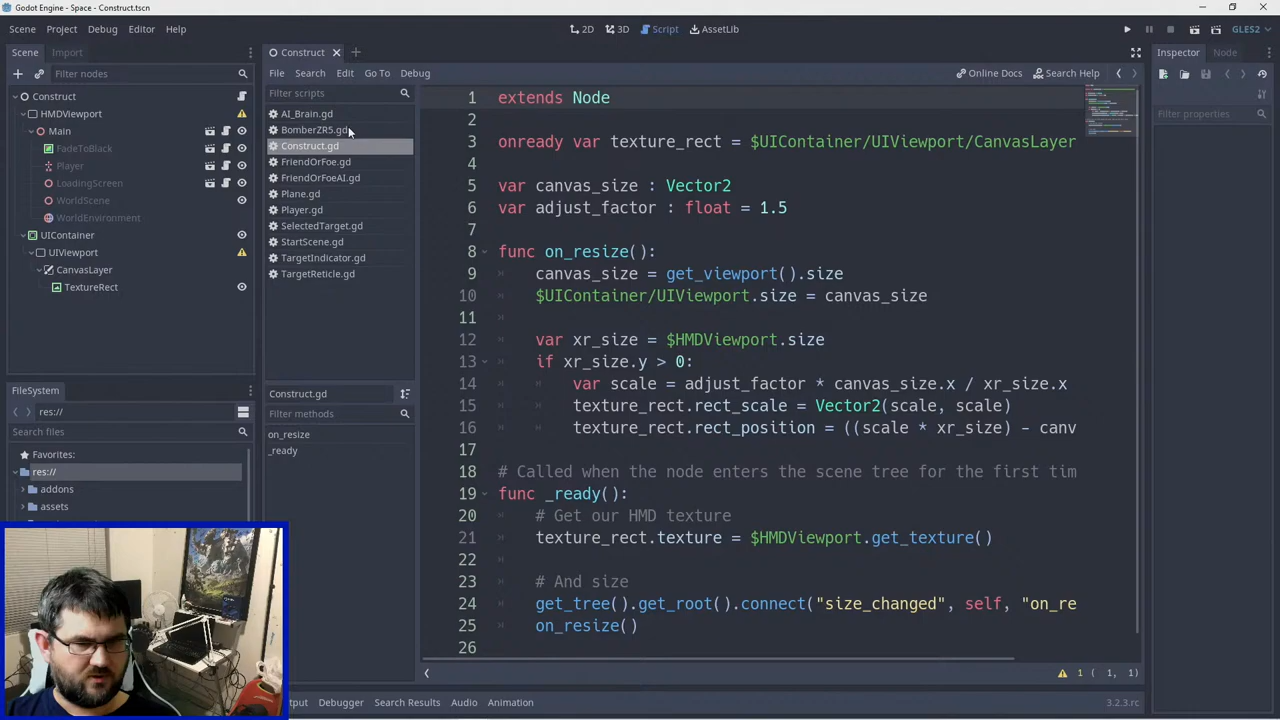 Godot Engine - Space - Construct.tscn
Scene Project Debug Editor Help
2D 3D Script AssetLib
GLES2
Scene Import
Filter nodes
Construct
HMDViewport
Main
FadeToBlack
Player
LoadingScreen
WorldScene
WorldEnvironment
UIContainer
UIViewport
CanvasLayer
TextureRect
FileSystem
res://
Search files
Favorites:
res://
addons
assets
Construct
File Search Edit Go To Debug
Online Docs Search Help
Filter scripts
AI_Brain.gd
BomberZR5.gd
Construct.gd
FriendOrFoe.gd
FriendOrFoeAI.gd
Plane.gd
Player.gd
SelectedTarget.gd
StartScene.gd
TargetIndicator.gd
TargetReticle.gd
Construct.gd
Filter methods
on_resize
_ready
1 extends Node
2
3 onready var texture_rect = $UIContainer/UIViewport/CanvasLayer
4
5 var canvas_size : Vector2
6 var adjust_factor : float = 1.5
7
8 func on_resize():
9 canvas_size = get_viewport().size
10 $UIContainer/UIViewport.size = canvas_size
11
12 var xr_size = $HMDViewport.size
13 if xr_size.y > 0:
14 var scale = adjust_factor * canvas_size.x / xr_size.x
15 texture_rect.rect_scale = Vector2(scale, scale)
16 texture_rect.rect_position = ((scale * xr_size) - canv
17
18 # Called when the node enters the scene tree for the first tim
19 func _ready():
20 # Get our HMD texture
21 texture_rect.texture = $HMDViewport.get_texture()
22
23 # And size
24 get_tree().get_root().connect("size_changed", self, "on_re
25 on_resize()
26
1 ( 1, 1)
tput Debugger Search Results Audio Animation
3.2.3.rc
Inspector Node
Filter properties